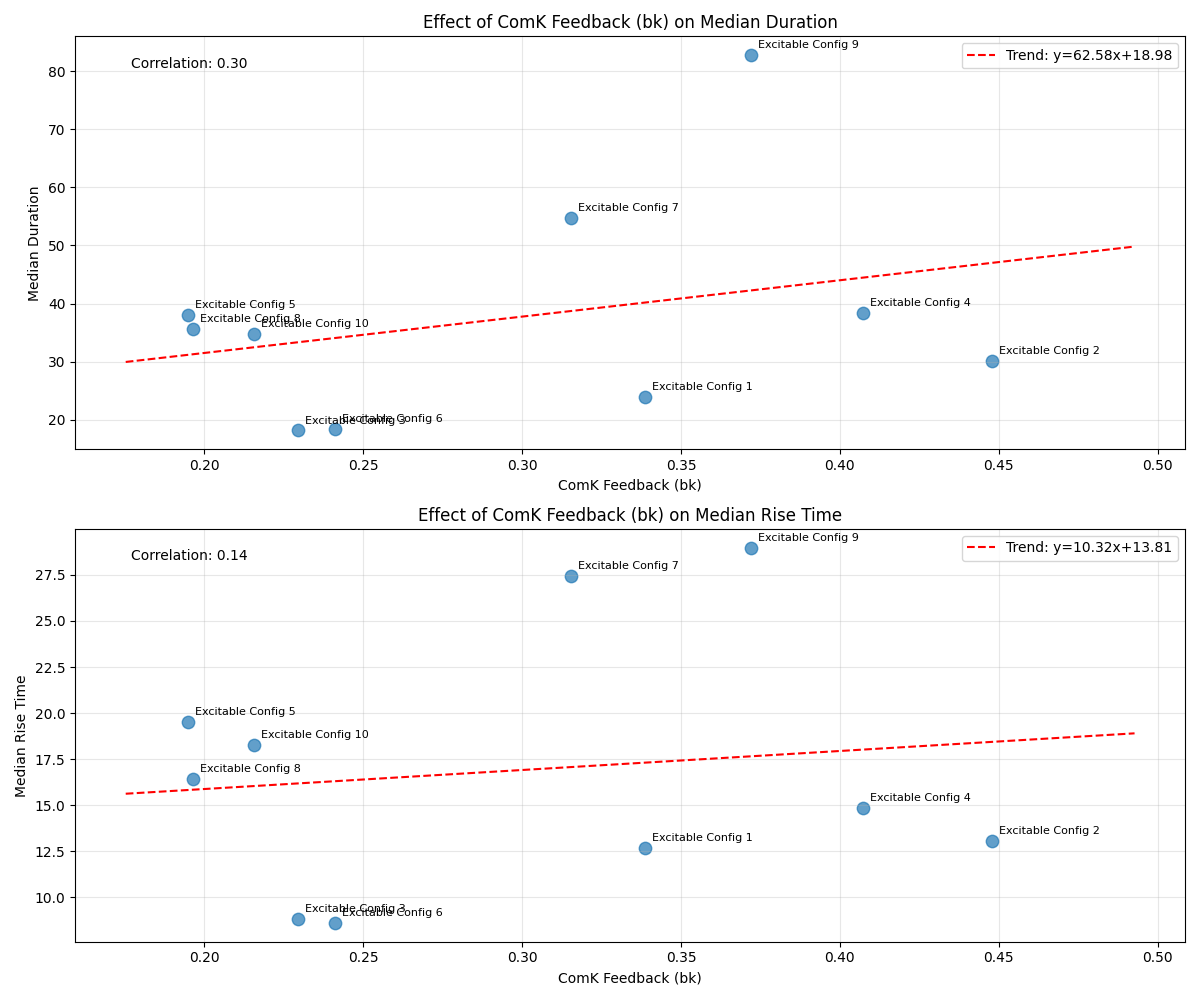 Effect of ComK Feedback (bk) on Median Duration
Correlation: 0.30
Trend: y=62.58x+18.98
Excitable Config 9
Excitable Config 7
Excitable Config 5
Excitable Config 8
Excitable Config 10
Excitable Config 4
Excitable Config 2
Excitable Config 1
Excitable Config 3
Excitable Config 6
Median Duration
80
70
60
50
40
30
20
0.20 0.25 0.30 0.35 0.40 0.45 0.50
ComK Feedback (bk)
Effect of ComK Feedback (bk) on Median Rise Time
Correlation: 0.14
Trend: y=10.32x+13.81
Excitable Config 9
Excitable Config 7
Excitable Config 5
Excitable Config 10
Excitable Config 8
Excitable Config 4
Excitable Config 2
Excitable Config 1
Excitable Config 3
Excitable Config 6
Median Rise Time
27.5
25.0
22.5
20.0
17.5
15.0
12.5
10.0
0.20 0.25 0.30 0.35 0.40 0.45 0.50
ComK Feedback (bk)